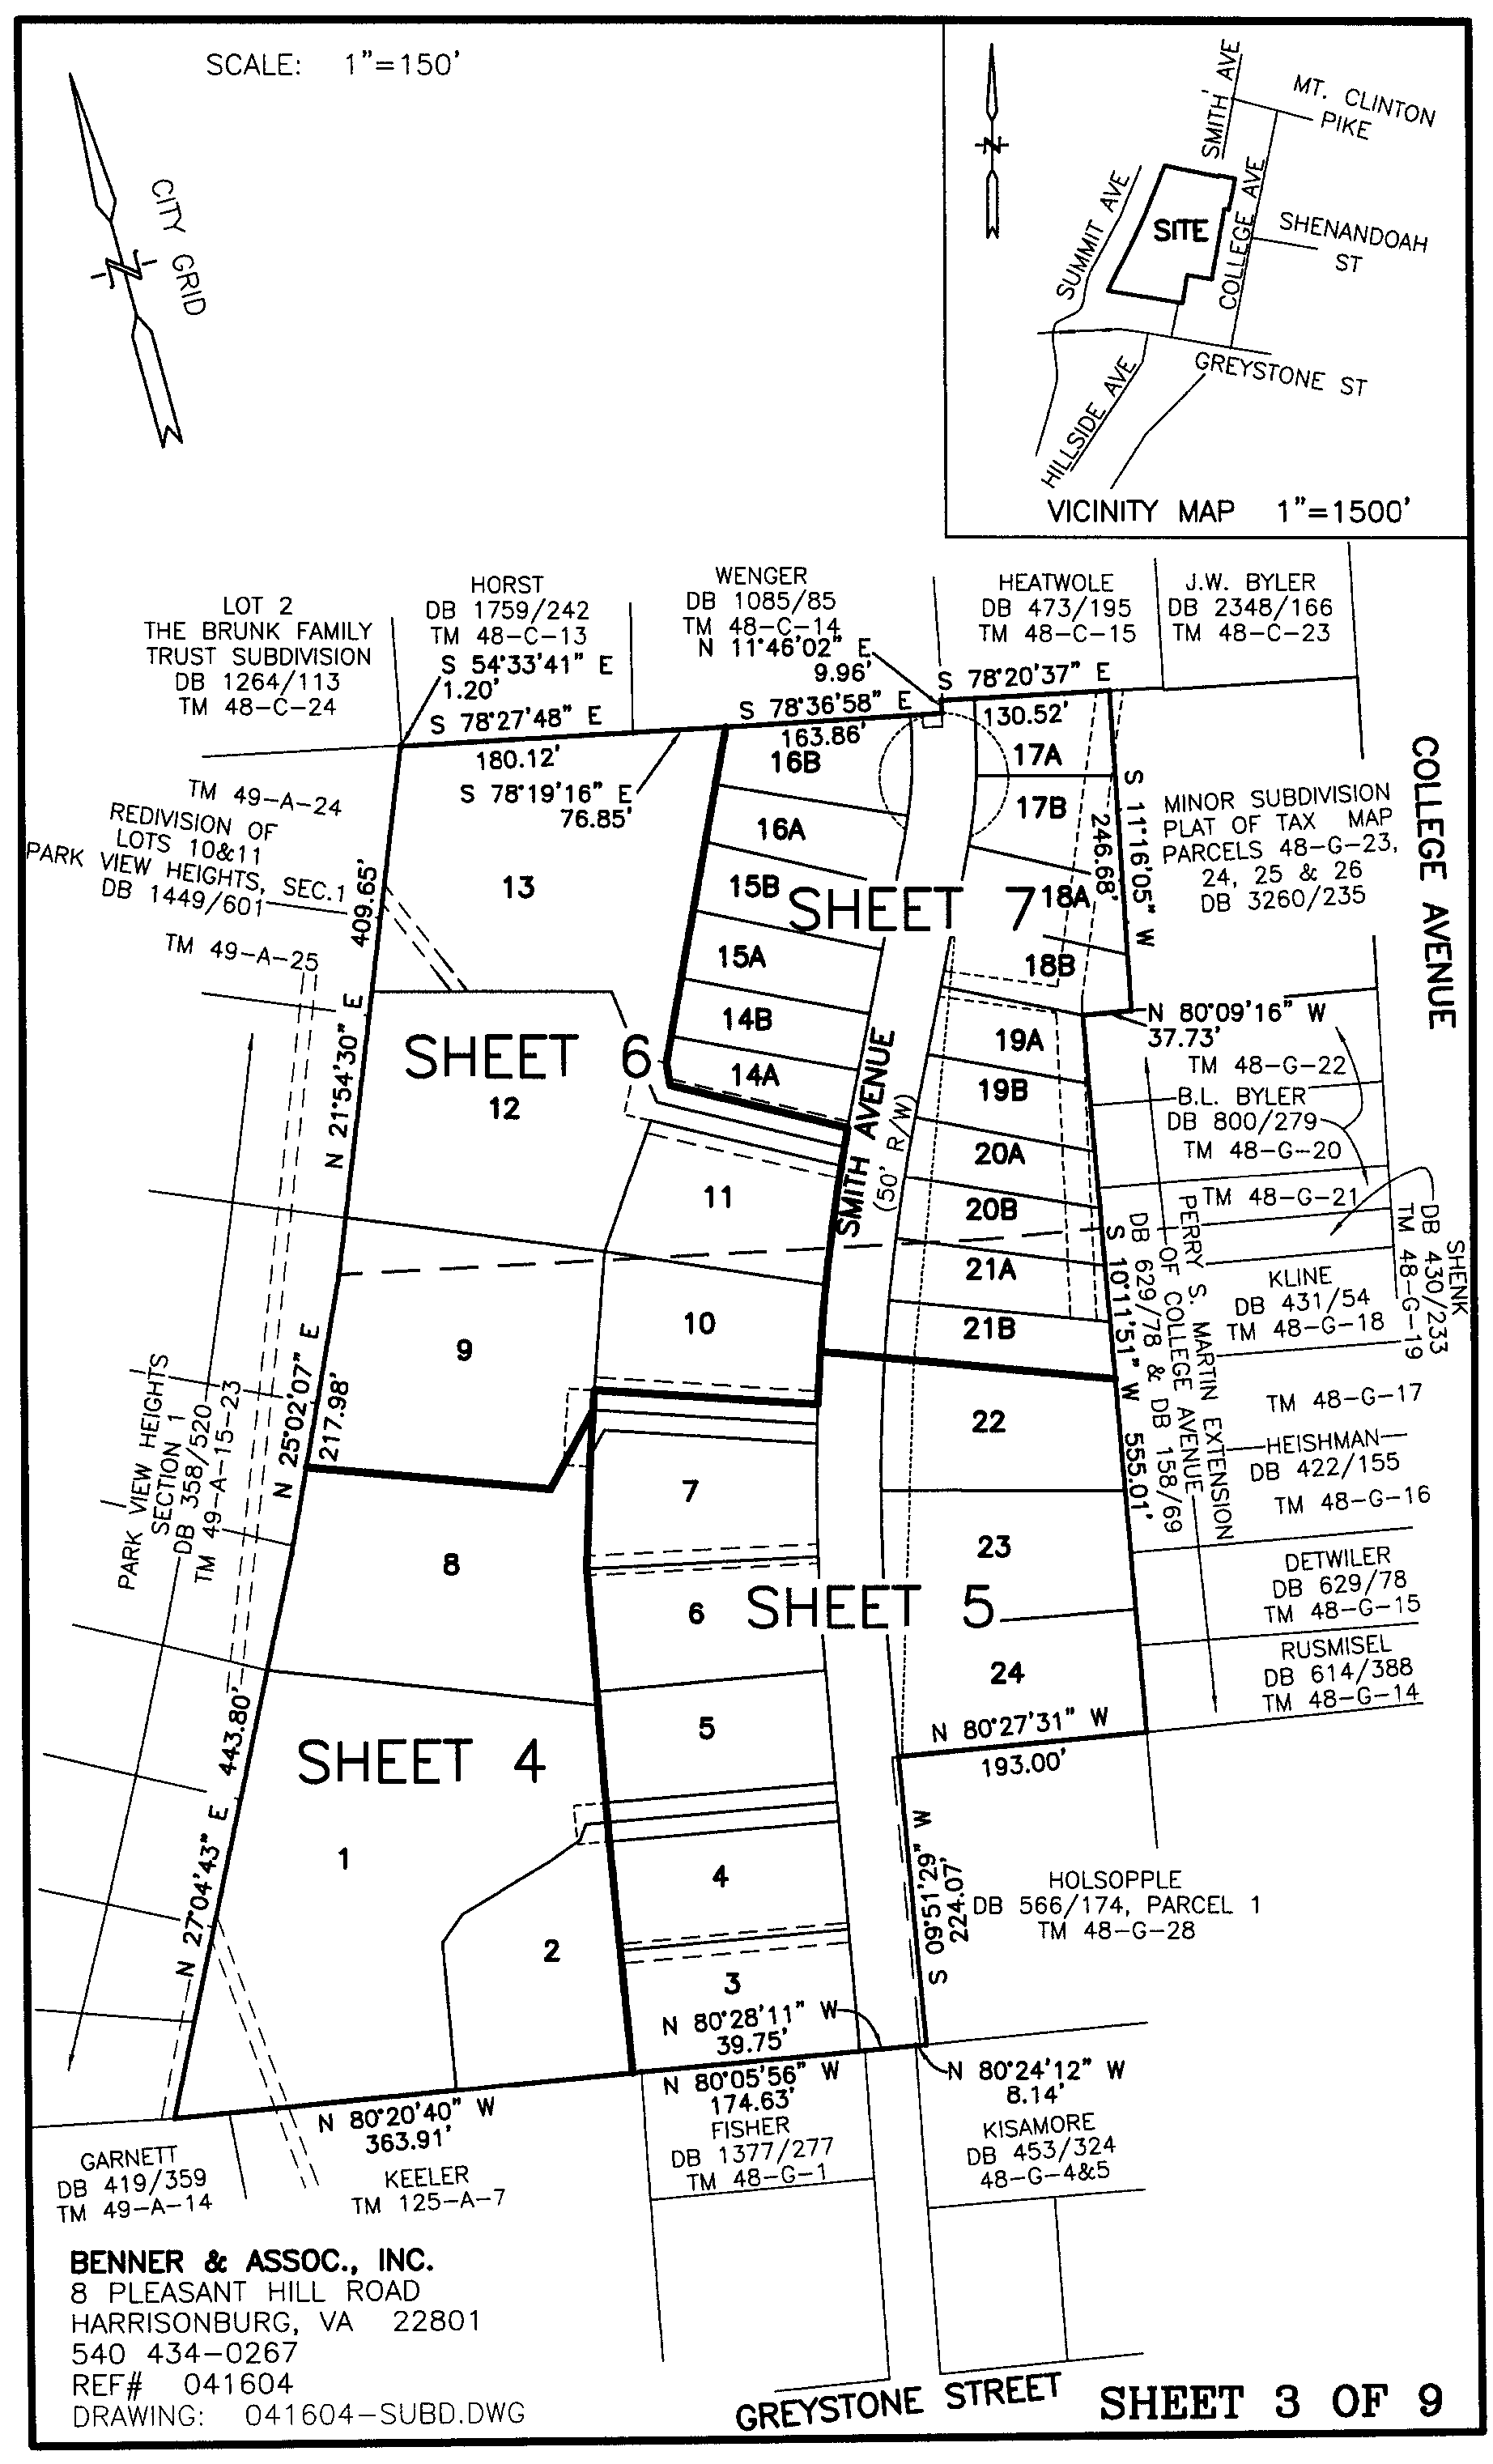 SCALE: 1"=150'
CITY GRID
N
N
SMITH AVE
MT. CLINTON
PIKE
SUMMIT AVE
SITE
COLLEGE AVE
SHENANDOAH
ST
HILLSIDE AVE
GREYSTONE ST
VICINITY MAP 1"=1500'
LOT 2
THE BRUNK FAMILY
TRUST SUBDIVISION
DB 1264/113
TM 48-C-24
HORST
DB 1759/242
TM 48-C-13
S 54°33'41" E
1.20'
S 78°27'48" E
180.12'
S 78°19'16" E
76.85'
WENGER
DB 1085/85
TM 48-C-14
N 11°46'02" E
9.96'
S 78°36'58" E
163.86'
HEATWOLE
DB 473/195
TM 48-C-15
S 78°20'37" E
130.52'
J.W. BYLER
DB 2348/166
TM 48-C-23
TM 49-A-24
REDIVISION OF
LOTS 10&11
PARK VIEW HEIGHTS, SEC.1
DB 1449/601
TM 49-A-25
409.65'
N 21°54'30" E
13
16B
16A
15B
15A
14B
14A
17A
17B
18A
18B
SHEET 7
S 11°16'05" W
246.68'
MINOR SUBDIVISION
PLAT OF TAX MAP
PARCELS 48-G-23,
24, 25 & 26
DB 3260/235
COLLEGE AVENUE
N 80°09'16" W
37.73'
SHEET 6
12
11
10
9
SMITH AVENUE
(50' R/W)
19A
19B
20A
20B
21A
21B
TM 48-G-22
B.L. BYLER
DB 800/279
TM 48-G-20
TM 48-G-21
SHENK
DB 430/233
TM 48-G-19
KLINE
DB 431/54
TM 48-G-18
PERRY S. MARTIN EXTENSION
OF COLLEGE AVENUE
DB 629/78 & DB 158/69
S 10°11'51" W 555.01'
TM 48-G-17
HEISHMAN
DB 422/155
TM 48-G-16
DETWILER
DB 629/78
TM 48-G-15
RUSMISEL
DB 614/388
TM 48-G-14
N 25°02'07" E
217.98'
PARK VIEW HEIGHTS
SECTION 1
DB 358/520
TM 49-A-15-23
22
23
24
7
8
6
5
SHEET 5
N 80°27'31" W
193.00'
SHEET 4
443.80'
N 27°04'43" E
1
2
4
3
S 09°51'29" W
224.07'
HOLSOPPLE
DB 566/174, PARCEL 1
TM 48-G-28
N 80°28'11" W
39.75'
N 80°05'56" W
174.63'
N 80°24'12" W
8.14'
N 80°20'40" W
363.91'
GARNETT
DB 419/359
TM 49-A-14
KEELER
TM 125-A-7
FISHER
DB 1377/277
TM 48-G-1
KISAMORE
DB 453/324
48-G-4&5
BENNER & ASSOC., INC.
8 PLEASANT HILL ROAD
HARRISONBURG, VA 22801
540 434-0267
REF# 041604
DRAWING: 041604-SUBD.DWG
GREYSTONE STREET
SHEET 3 OF 9